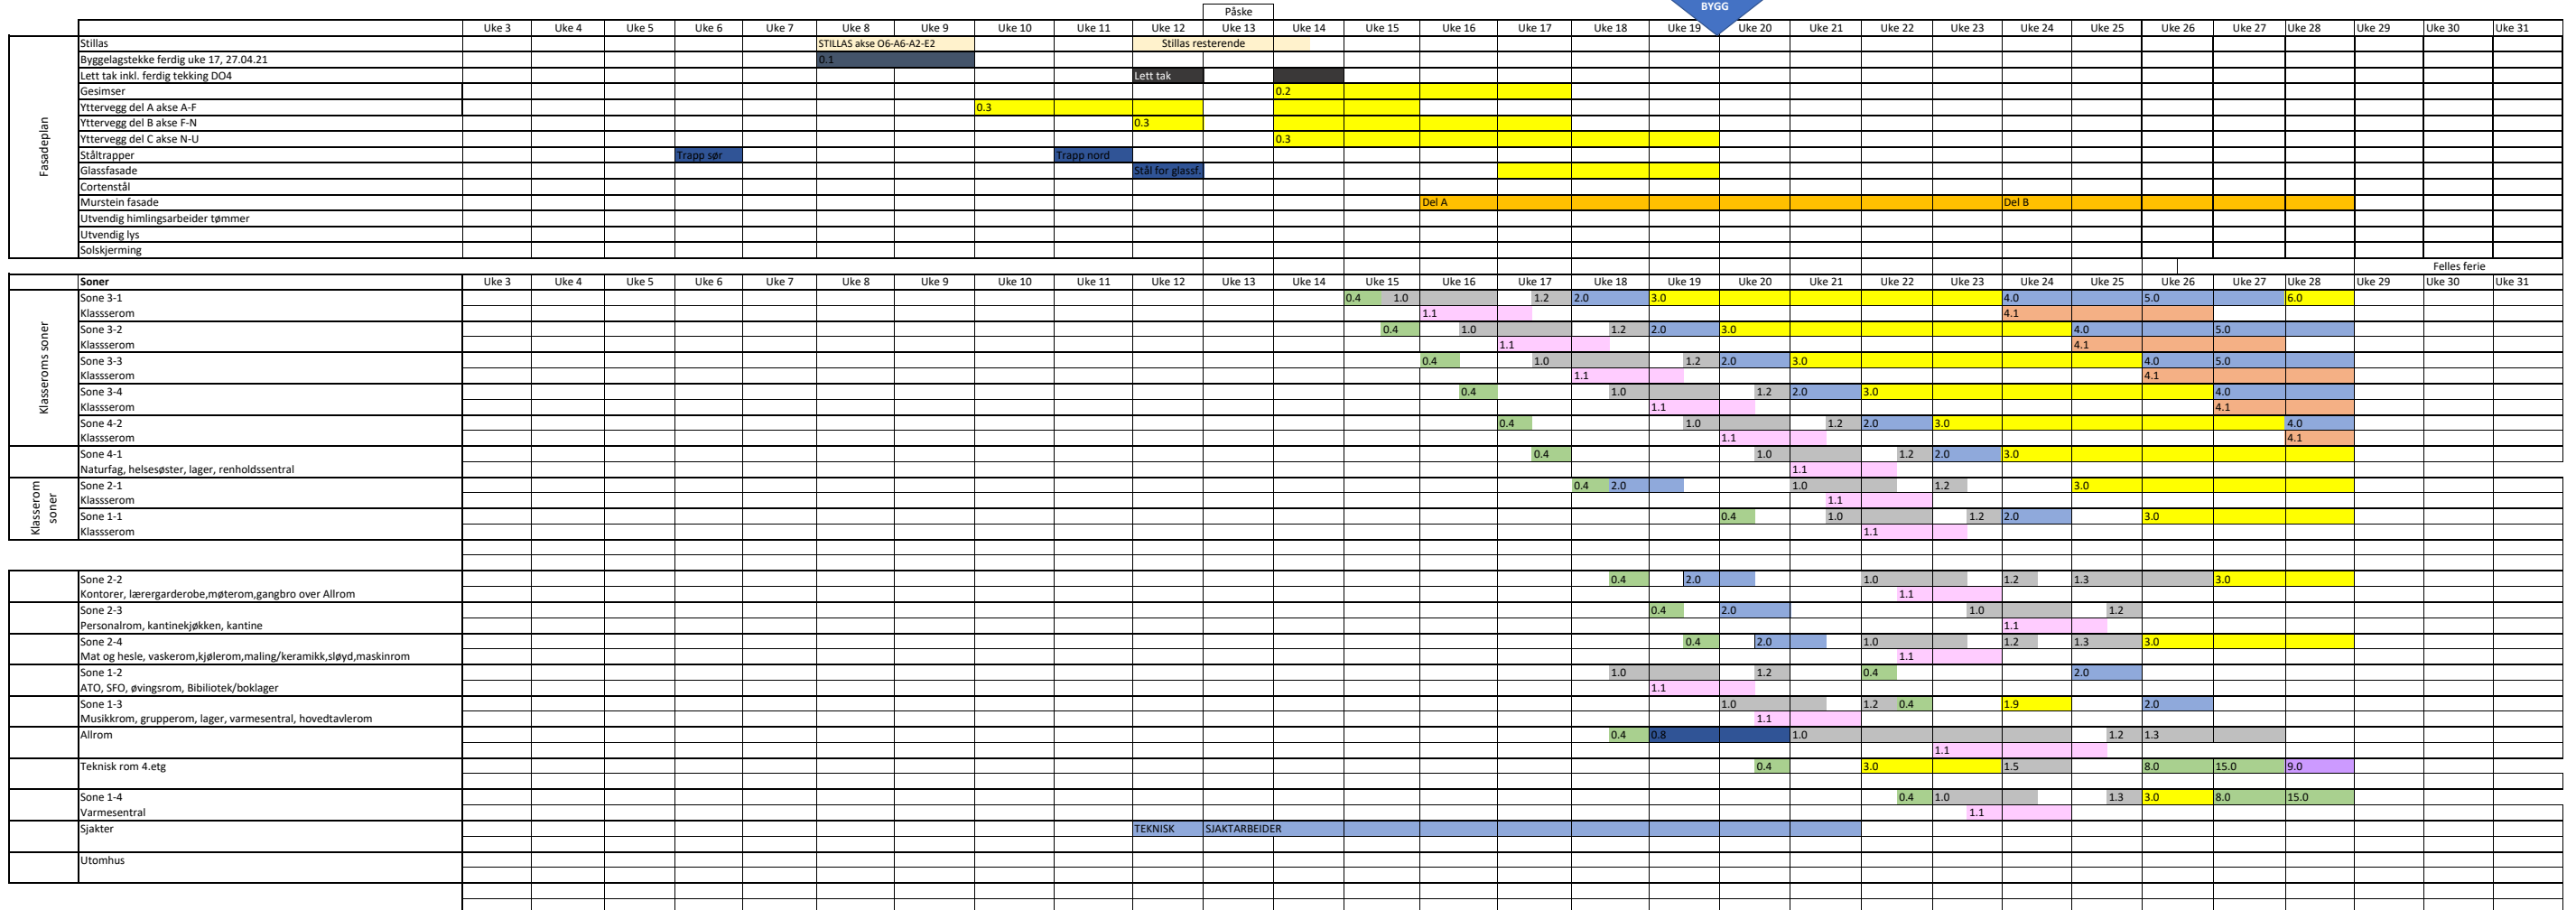 BYGG
Påske
Uke 3 Uke 4 Uke 5 Uke 6 Uke 7 Uke 8 Uke 9 Uke 10 Uke 11 Uke 12 Uke 13 Uke 14 Uke 15 Uke 16 Uke 17 Uke 18 Uke 19 Uke 20 Uke 21 Uke 22 Uke 23 Uke 24 Uke 25 Uke 26 Uke 27 Uke 28 Uke 29 Uke 30 Uke 31
Fasadeplan
Stillas STILLAS akse O6-A6-A2-E2 Stillas resterende
Byggelagstekke ferdig uke 17, 27.04.21 0.1
Lett tak inkl. ferdig tekking DO4 Lett tak
Gesimser 0.2
Yttervegg del A akse A-F 0.3
Yttervegg del B akse F-N 0.3
Yttervegg del C akse N-U 0.3
Ståltrapper Trapp sør Trapp nord
Glassfasade Stål for glassf.
Cortenstål
Murstein fasade Del A Del B
Utvendig himlingsarbeider tømmer
Utvendig lys
Solskjerming
Felles ferie
Soner Uke 3 Uke 4 Uke 5 Uke 6 Uke 7 Uke 8 Uke 9 Uke 10 Uke 11 Uke 12 Uke 13 Uke 14 Uke 15 Uke 16 Uke 17 Uke 18 Uke 19 Uke 20 Uke 21 Uke 22 Uke 23 Uke 24 Uke 25 Uke 26 Uke 27 Uke 28 Uke 29 Uke 30 Uke 31
Klasseroms soner
Sone 3-1 0.4 1.0 1.2 2.0 3.0 4.0 5.0 6.0
Klassserom 1.1 4.1
Sone 3-2 0.4 1.0 1.2 2.0 3.0 4.0 5.0
Klassserom 1.1 4.1
Sone 3-3 0.4 1.0 1.2 2.0 3.0 4.0 5.0
Klassserom 1.1 4.1
Sone 3-4 0.4 1.0 1.2 2.0 3.0 4.0
Klassserom 1.1 4.1
Sone 4-2 0.4 1.0 1.2 2.0 3.0 4.0
Klassserom 1.1 4.1
Sone 4-1 0.4 1.0 1.2 2.0 3.0
Naturfag, helsesøster, lager, renholdssentral 1.1
Klasserom
soner
Sone 2-1 0.4 2.0 1.0 1.2 3.0
Klassserom 1.1
Sone 1-1 0.4 1.0 1.2 2.0 3.0
Klassserom 1.1
Sone 2-2 0.4 2.0 1.0 1.2 1.3 3.0
Kontorer, lærergarderobe,møterom,gangbro over Allrom 1.1
Sone 2-3 0.4 2.0 1.0 1.2
Personalrom, kantinekjøkken, kantine 1.1
Sone 2-4 0.4 2.0 1.0 1.2 1.3 3.0
Mat og hesle, vaskerom,kjølerom,maling/keramikk,sløyd,maskinrom 1.1
Sone 1-2 1.0 1.2 0.4 2.0
ATO, SFO, øvingsrom, Bibiliotek/boklager 1.1
Sone 1-3 1.0 1.2 0.4 1.9 2.0
Musikkrom, grupperom, lager, varmesentral, hovedtavlerom 1.1
Allrom 0.4 0.8 1.0 1.2 1.3
1.1
Teknisk rom 4.etg 0.4 3.0 1.5 8.0 15.0 9.0
Sone 1-4 0.4 1.0 1.3 3.0 8.0 15.0
Varmesentral 1.1
Sjakter TEKNISK SJAKTARBEIDER
Utomhus